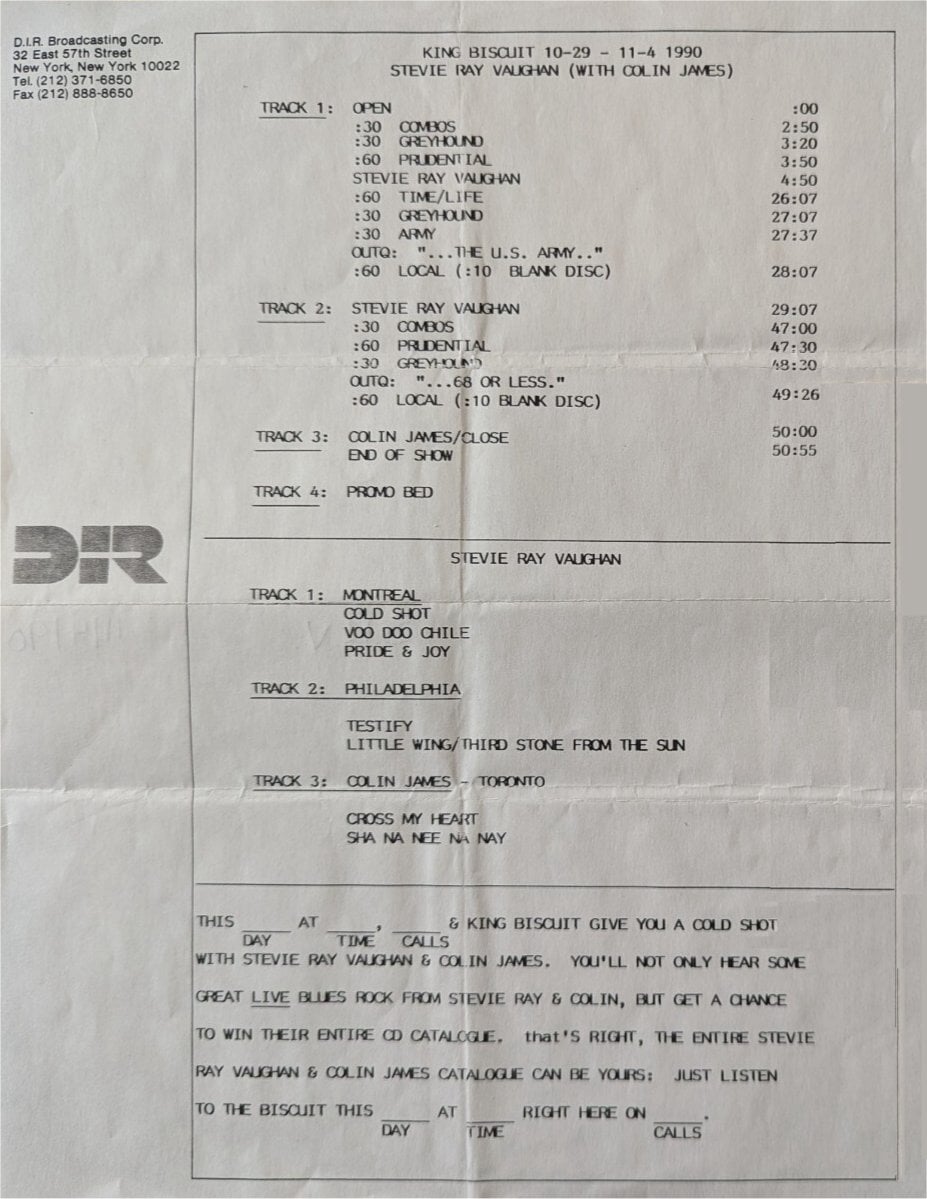 D.I.R. Broadcasting Corp.
32 East 57th Street
New York, New York 10022
Tel. (212) 371-6850
Fax (212) 888-8650
KING BISCUIT 10-29 - 11-4 1990
STEVIE RAY VAUGHAN (WITH COLIN JAMES)
TRACK 1: OPEN :00
:30 COMBOS 2:50
:30 GREYHOUND 3:20
:60 PRUDENTIAL 3:50
STEVIE RAY VAUGHAN 4:50
:60 TIME/LIFE 26:07
:30 GREYHOUND 27:07
:30 ARMY 27:37
OUTQ: "...THE U.S. ARMY.."
:60 LOCAL (:10 BLANK DISC) 28:07
TRACK 2: STEVIE RAY VAUGHAN 29:07
:30 COMBOS 47:00
:60 PRUDENTIAL 47:30
:30 GREYHOUND 48:30
OUTQ: "...68 OR LESS."
:60 LOCAL (:10 BLANK DISC) 49:26
TRACK 3: COLIN JAMES/CLOSE 50:00
END OF SHOW 50:55
TRACK 4: PROMO BED
DIR
STEVIE RAY VAUGHAN
TRACK 1: MONTREAL
COLD SHOT
VOO DOO CHILE
PRIDE & JOY
TRACK 2: PHILADELPHIA
TESTIFY
LITTLE WING/THIRD STONE FROM THE SUN
TRACK 3: COLIN JAMES - TORONTO
CROSS MY HEART
SHA NA NEE NA NAY
THIS ____ AT ____, ____ & KING BISCUIT GIVE YOU A COLD SHOT
DAY TIME CALLS
WITH STEVIE RAY VAUGHAN & COLIN JAMES. YOU'LL NOT ONLY HEAR SOME
GREAT LIVE BLUES ROCK FROM STEVIE RAY & COLIN, BUT GET A CHANCE
TO WIN THEIR ENTIRE CD CATALOGUE. that'S RIGHT, THE ENTIRE STEVIE
RAY VAUGHAN & COLIN JAMES CATALOGUE CAN BE YOURS: JUST LISTEN
TO THE BISCUIT THIS ____ AT ____ RIGHT HERE ON ____.
DAY TIME CALLS